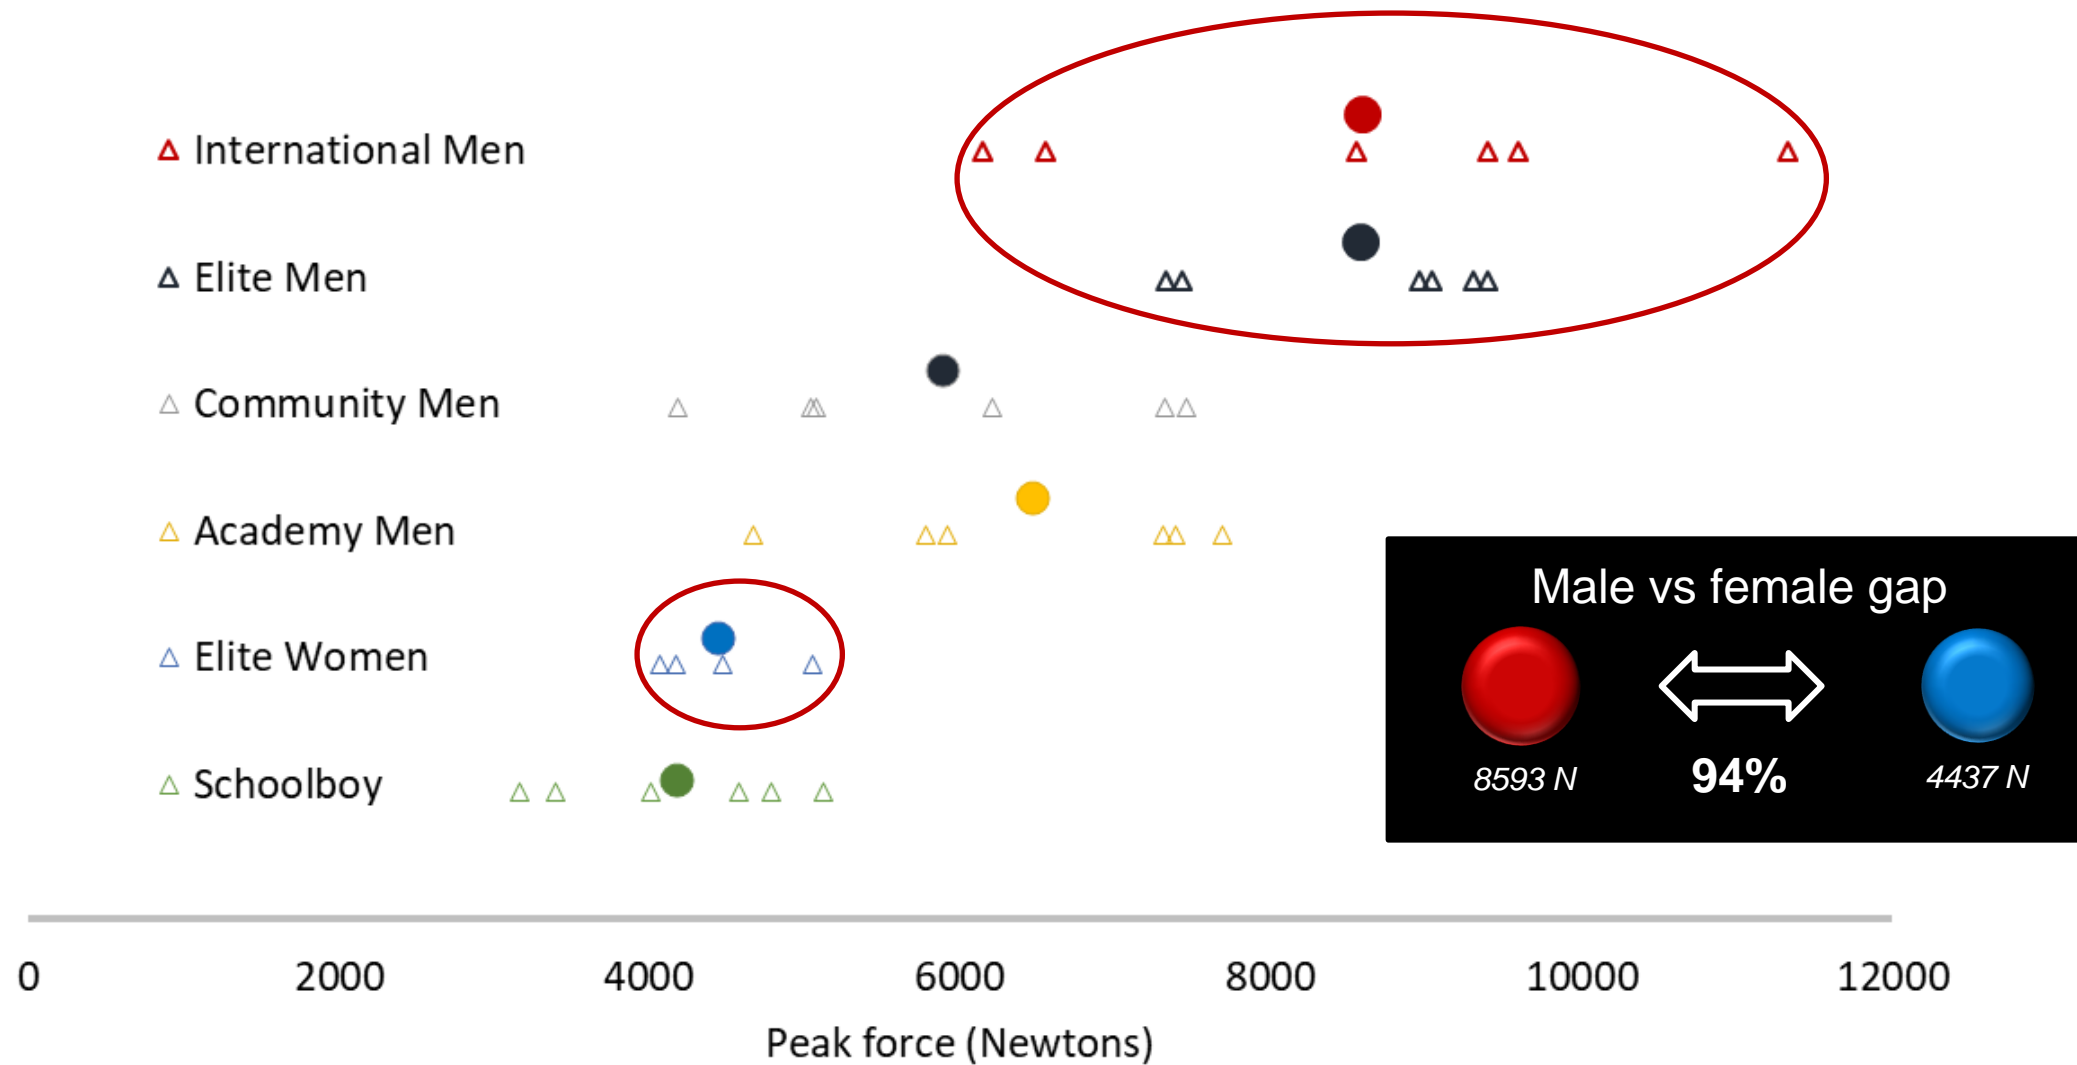 International Men
Elite Men
Community Men
Academy Men
Elite Women
Schoolboy
Male vs female gap
8593 N
94%
4437 N
0 2000 4000 6000 8000 10000 12000
Peak force (Newtons)